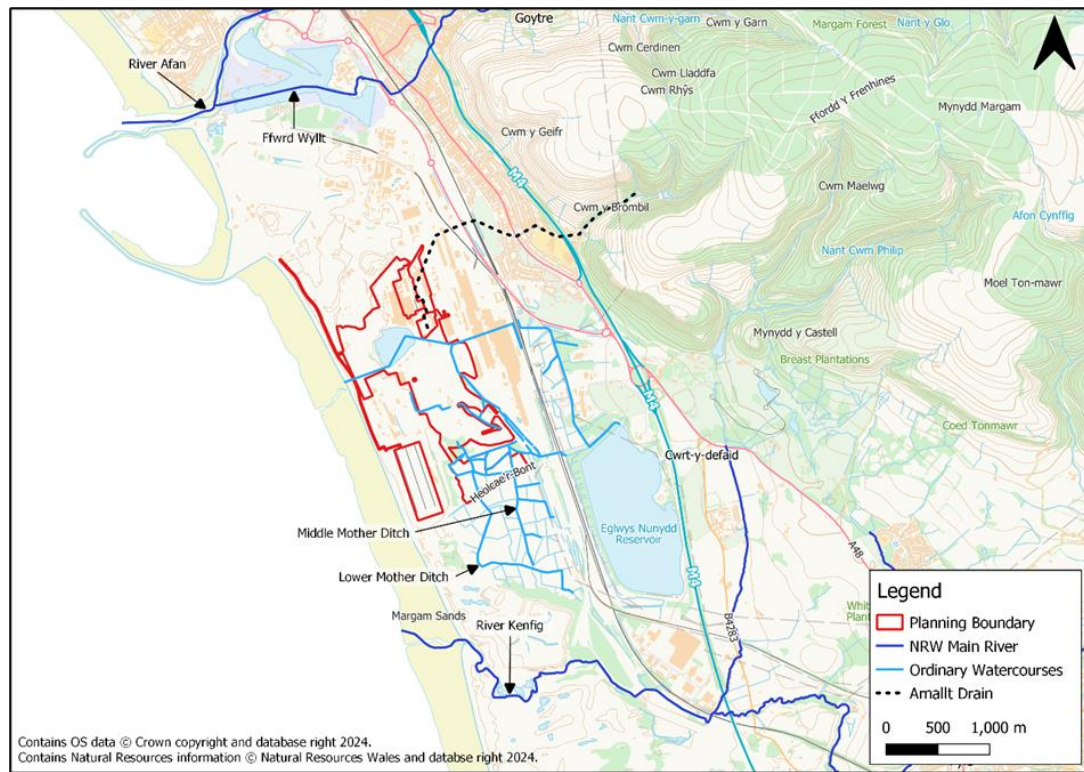 Goytre
Nant Cwm-y-garn
Cwm y Garn
Margam Forest
Nant y Glo
Cwm Cerdinen
River Afan
Cwm Lladdfa
Cwm Rhŷs
Ffordd Y Frenhines
Mynydd Margam
Ffwrd Wyllt
Cwm y Geifr
M4
Cwm Maelwg
Cwm y Brombil
Afon Cynffig
Nant Cwm Philip
Moel Ton-mawr
Mynydd y Castell
Breast Plantations
M4
Coed Tonmawr
Cwrt-y-defaid
Heolcae'r-Bont
Middle Mother Ditch
Eglwys Nunydd
Reservoir
A48
M4
Lower Mother Ditch
Margam Sands
River Kenfig
B4283
Legend
Planning Boundary
NRW Main River
Ordinary Watercourses
Amallt Drain
0 500 1,000 m
Contains OS data © Crown copyright and database right 2024.
Contains Natural Resources information © Natural Resources Wales and databse right 2024.